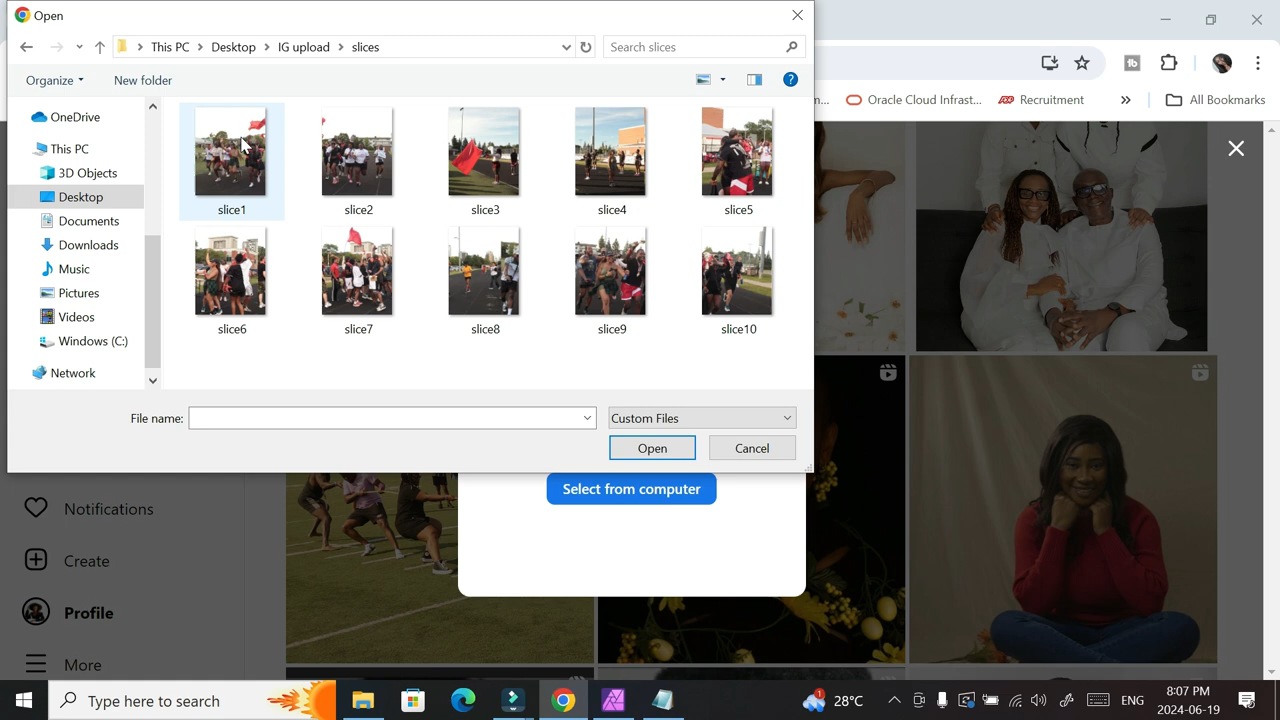 Open
This PC > Desktop > IG upload > slices
Search slices
Organize
New folder
OneDrive
This PC
3D Objects
Desktop
Documents
Downloads
Music
Pictures
Videos
Windows (C:)
Network
slice1
slice2
slice3
slice4
slice5
slice6
slice7
slice8
slice9
slice10
File name:
Custom Files
Open
Cancel
Oracle Cloud Infrast...
Recruitment
All Bookmarks
Select from computer
Notifications
Create
Profile
More
Type here to search
28°C
ENG
8:07 PM
2024-06-19